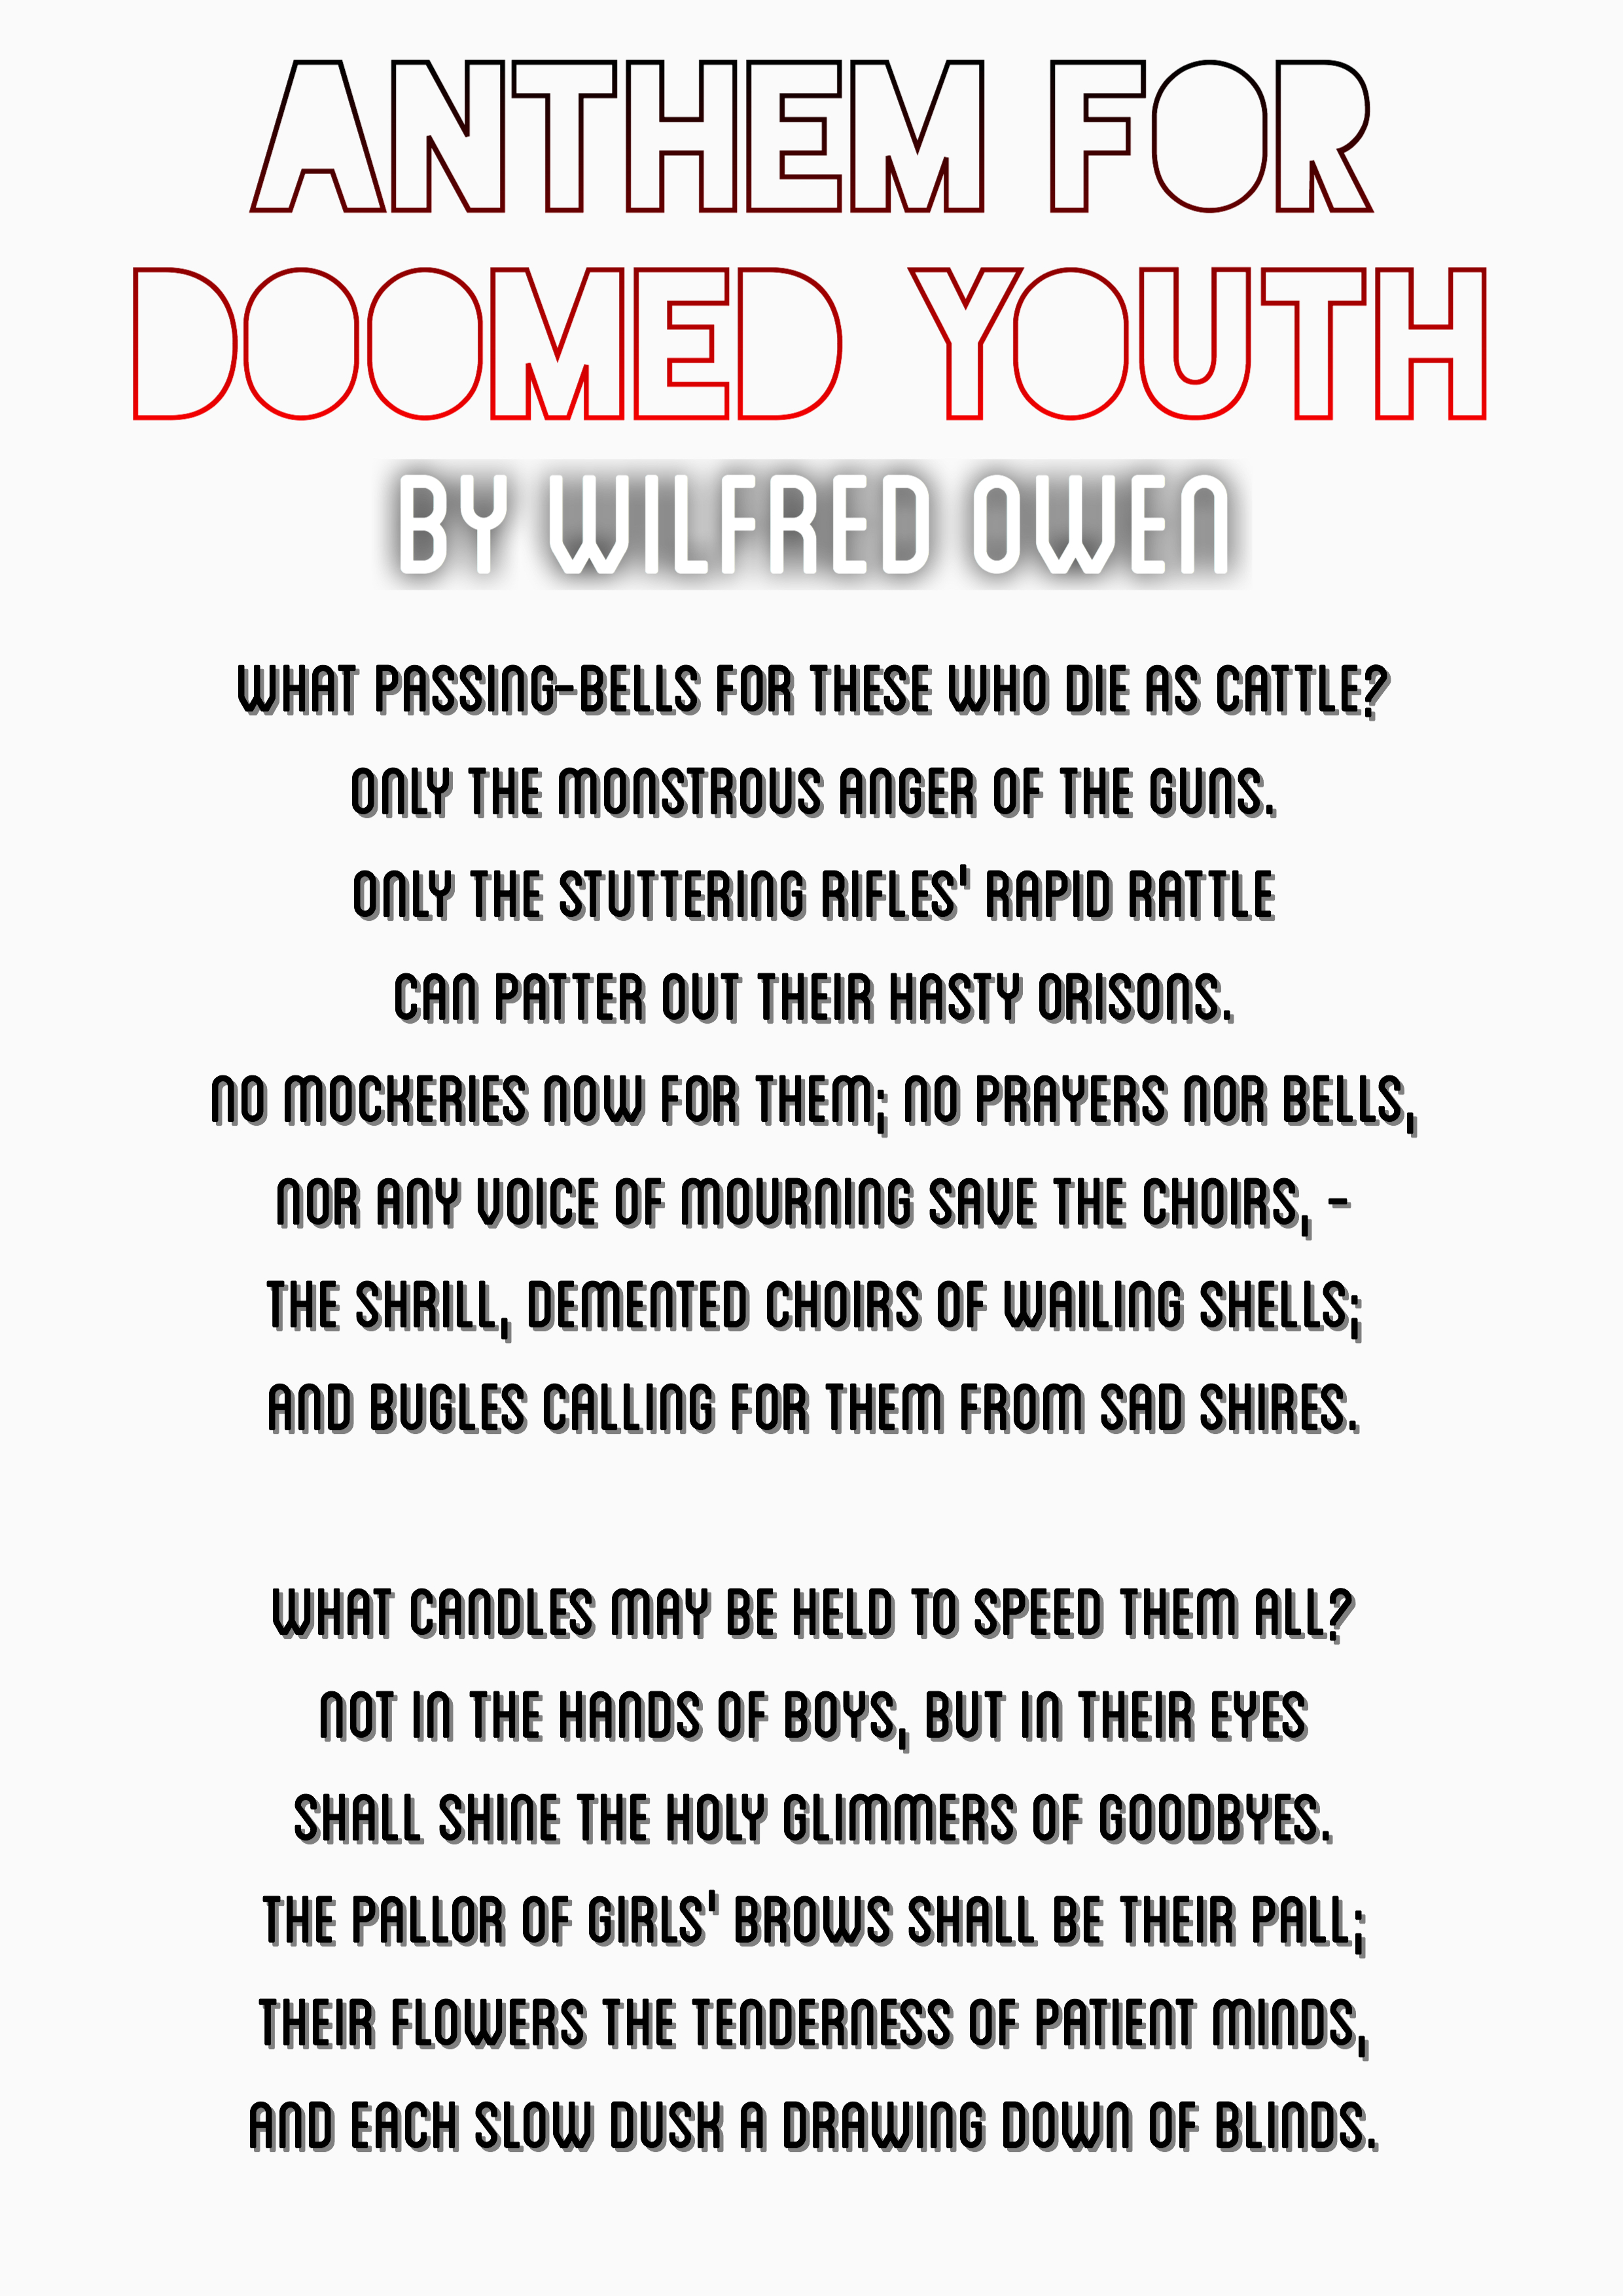 ANTHEM FOR
DOOMED YOUTH
BY WILFRED OWEN
WHAT PASSING-BELLS FOR THESE WHO DIE AS CATTLE?
ONLY THE MONSTROUS ANGER OF THE GUNS.
ONLY THE STUTTERING RIFLES' RAPID RATTLE
CAN PATTER OUT THEIR HASTY ORISONS.
NO MOCKERIES NOW FOR THEM; NO PRAYERS NOR BELLS,
NOR ANY VOICE OF MOURNING SAVE THE CHOIRS, -
THE SHRILL, DEMENTED CHOIRS OF WAILING SHELLS;
AND BUGLES CALLING FOR THEM FROM SAD SHIRES.
WHAT CANDLES MAY BE HELD TO SPEED THEM ALL?
NOT IN THE HANDS OF BOYS, BUT IN THEIR EYES
SHALL SHINE THE HOLY GLIMMERS OF GOODBYES.
THE PALLOR OF GIRLS' BROWS SHALL BE THEIR PALL;
THEIR FLOWERS THE TENDERNESS OF PATIENT MINDS,
AND EACH SLOW DUSK A DRAWING DOWN OF BLINDS.